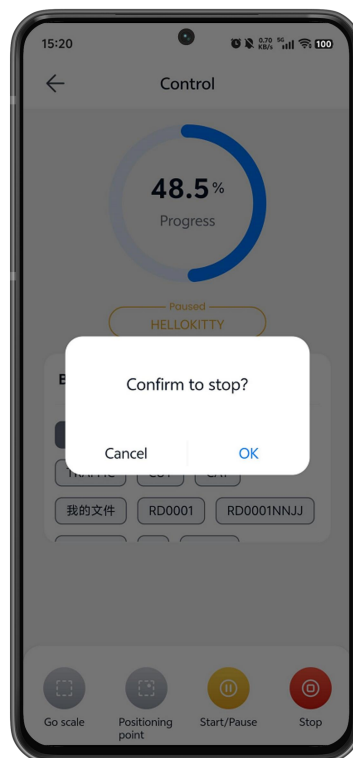 15:20
0.70 KB/s 5G 100
Control
48.5%
Progress
Paused
HELLOKITTY
Confirm to stop?
Cancel
OK
我的文件
RD0001
RD0001NNJJ
Go scale
Positioning point
Start/Pause
Stop